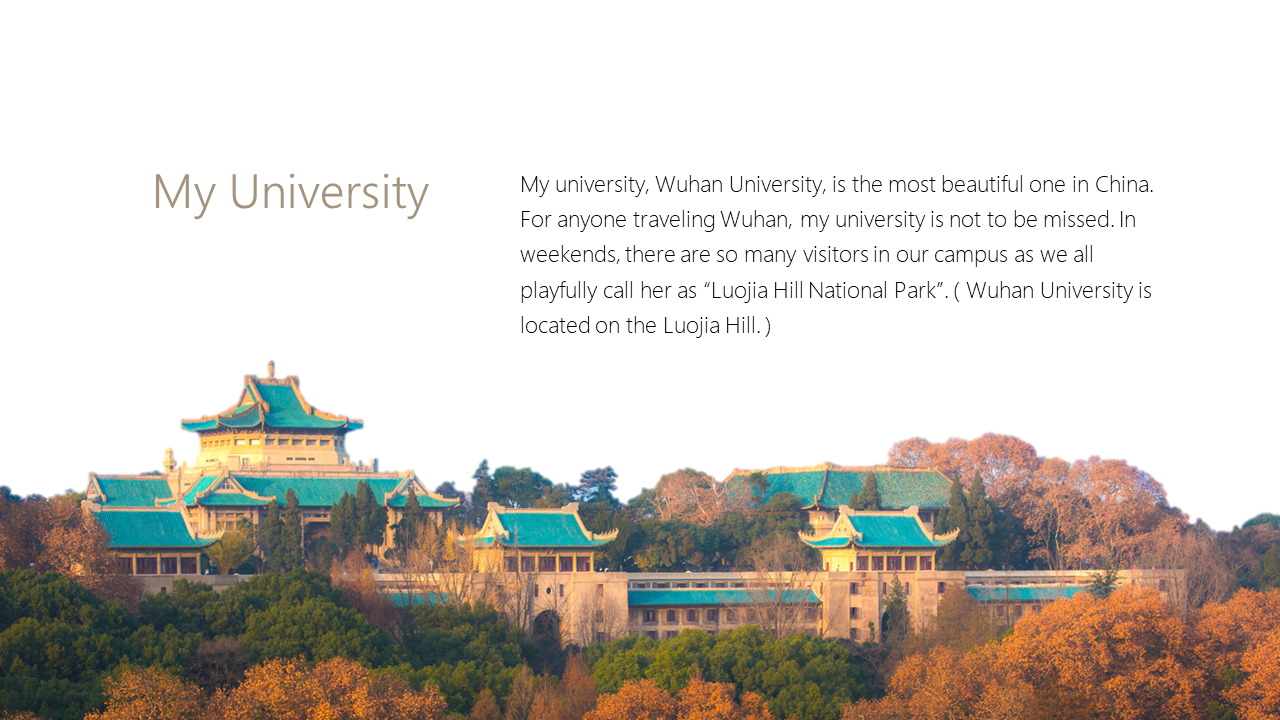 My University
My university, Wuhan University, is the most beautiful one in China.
For anyone traveling Wuhan, my university is not to be missed. In
weekends, there are so many visitors in our campus as we all
playfully call her as “Luojia Hill National Park”. ( Wuhan University is
located on the Luojia Hill. )